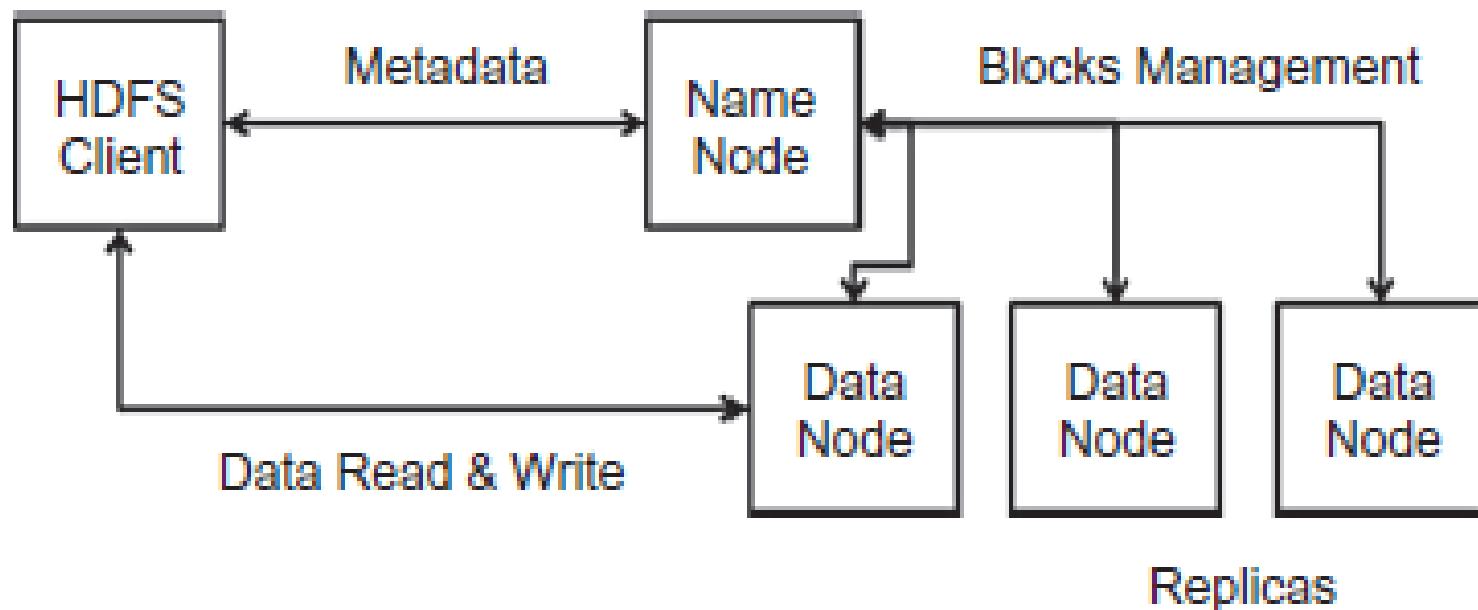 HDFS
Client
Metadata
Name
Node
Blocks Management
Data
Node
Data
Node
Data
Node
Data Read & Write
Replicas